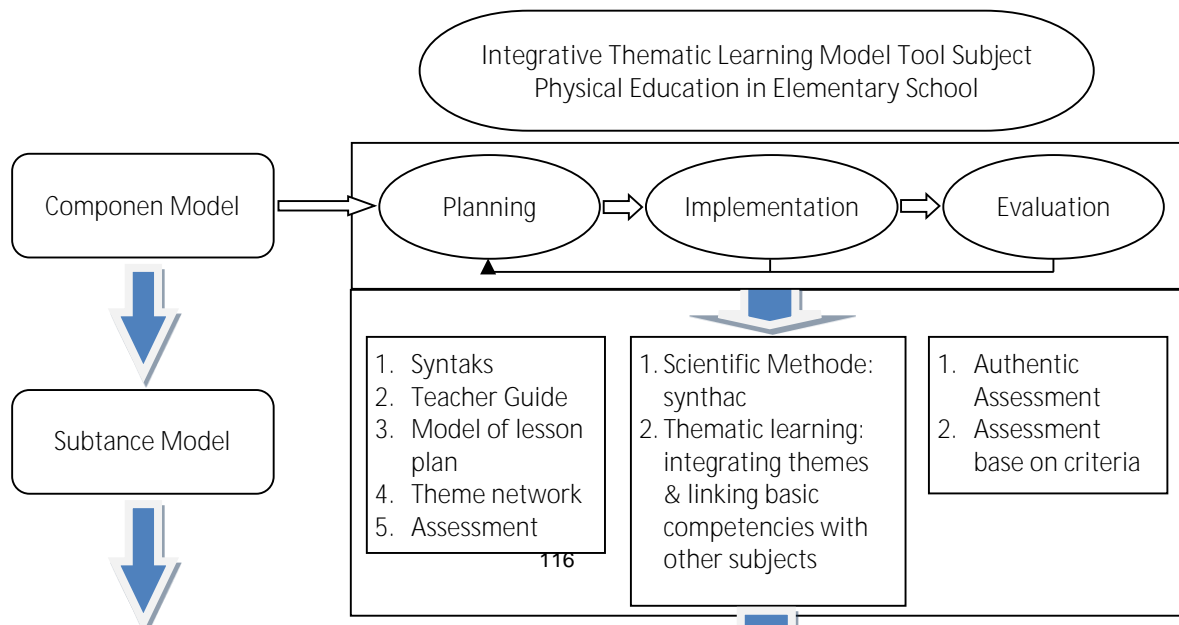 Integrative Thematic Learning Model Tool Subject
Physical Education in Elementary School
Componen Model
Planning
Implementation
Evaluation
Subtance Model
1. Syntaks
2. Teacher Guide
3. Model of lesson
plan
4. Theme network
5. Assessment
1. Scientific Methode:
synthac
2. Thematic learning:
integrating themes
& linking basic
competencies with
other subjects
1. Authentic
Assessment
2. Assessment
base on criteria
116